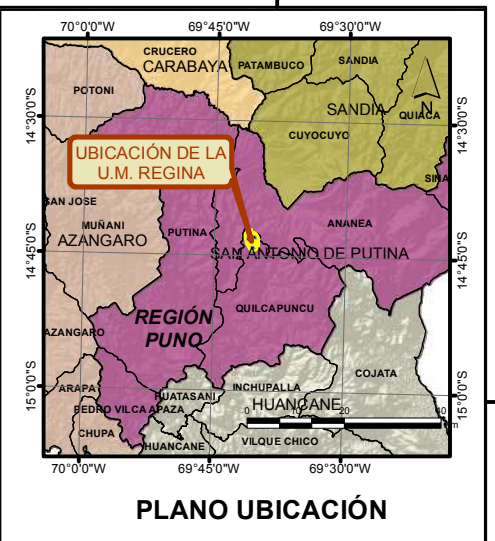 70°0'0"W 69°45'0"W 69°30'0"W
CRUCERO
CARABAYA
PATAMBUCO
SANDIA
POTONI
SANDIA
N
QUIACA
14°30'0"S
14°30'0"S
CUYOCUYO
UBICACIÓN DE LA
U.M. REGINA
SINA
SAN JOSE
MUÑANI
PUTINA
ANANEA
AZANGARO
SAN ANTONIO DE PUTINA
14°45'0"S
14°45'0"S
QUILCAPUNCU
REGIÓN
PUNO
AZANGARO
COJATA
ARAPA
INCHUPALLA
HUATASANI
15°0'0"S
15°0'0"S
PEDRO VILCA APAZA
HUANCANE
0 10 20 40
CHUPA
HUANCANE
VILQUE CHICO
70°0'0"W 69°45'0"W 69°30'0"W
PLANO UBICACIÓN